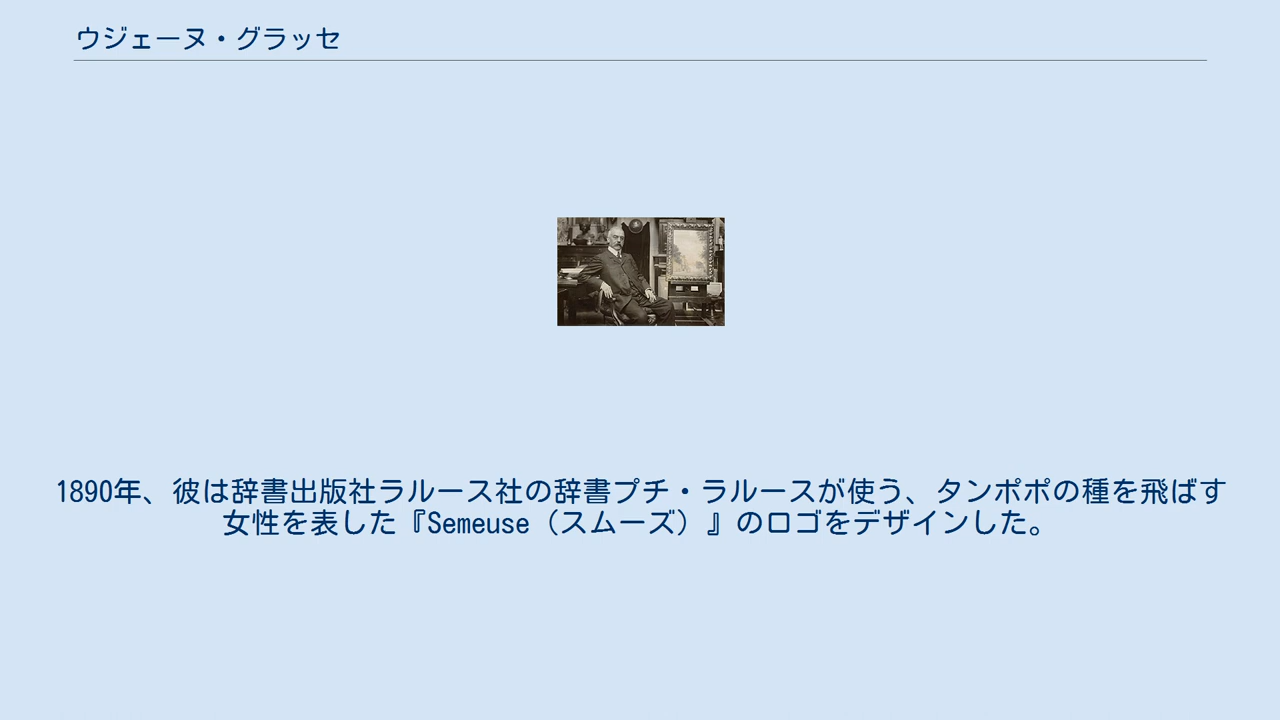 ウジェーヌ・グラッセ
1890年、彼は辞書出版社ラルース社の辞書プチ・ラルースが使う、タンポポの種を飛ばす
女性を表した『Semeuse（スムーズ）』のロゴをデザインした。